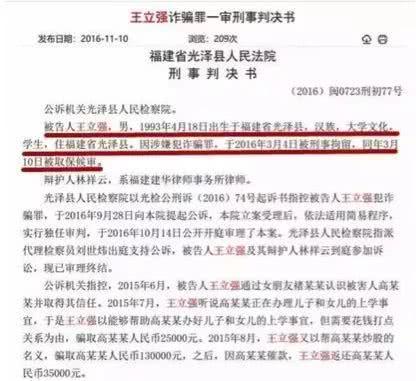 王立强诈骗罪一审刑事判决书
发布日期：2016-11-10 浏览：209次
福建省光泽县人民法院
刑 事 判 决 书
（2016）闽0723刑初77号
公诉机关光泽县人民检察院。
被告人王立强，男，1993年4月18日出生于福建省光泽县，汉族，大学文化，
学生，住福建省光泽县。因涉嫌犯诈骗罪，于2016年3月4日被刑事拘留，同年3月
10日被取保候审。
辩护人林祥云，系福建建华律师事务所律师。
光泽县人民检察院以光检公诉（2016）74号起诉书指控被告人王立强犯诈骗
罪，于2016年9月28日向本院提起公诉，本院立案受理后，依法适用简易程序，
实行独任审判，于2016年10月14日公开开庭审理了本案。光泽县人民检察院指派
代理检察员刘世炜出庭支持公诉，被告人王立强及其辩护人林祥云到庭参加诉
讼，现已审理终结。
公诉机关指控，2015年6月，被告人王立强通过女朋友褚某某认识被害人高某
某并取得其信任。2015年7月，王立强听说高某某正在办理儿子和女儿的上学事
宜，于是王立强以能够帮助高某某办好儿子和女儿的上学事宜，但需要花钱打点
关系为由，骗取高某某人民币25000元。2015年8月，王立强又以帮高某某炒股的
名义，骗取高某某人民币130000元，之后，因高某某催款，王立强返还高某某人
民币35000元。